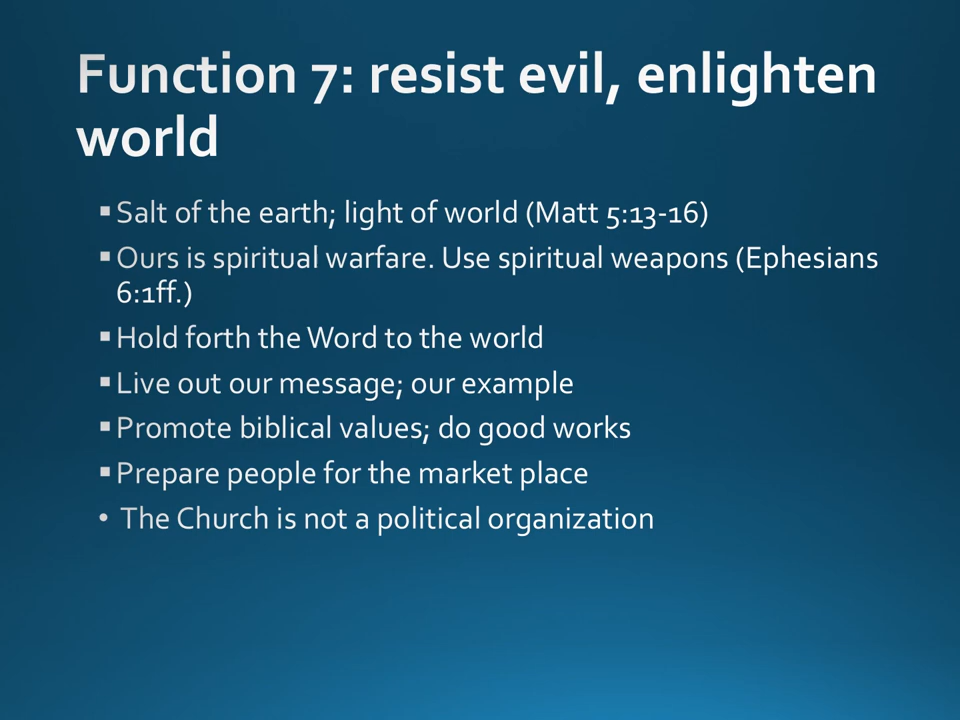 Function 7: resist evil, enlighten
world
▪ Salt of the earth; light of world (Matt 5:13-16)
▪ Ours is spiritual warfare. Use spiritual weapons (Ephesians
6:1ff.)
▪ Hold forth the Word to the world
▪ Live out our message; our example
▪ Promote biblical values; do good works
▪ Prepare people for the market place
• The Church is not a political organization